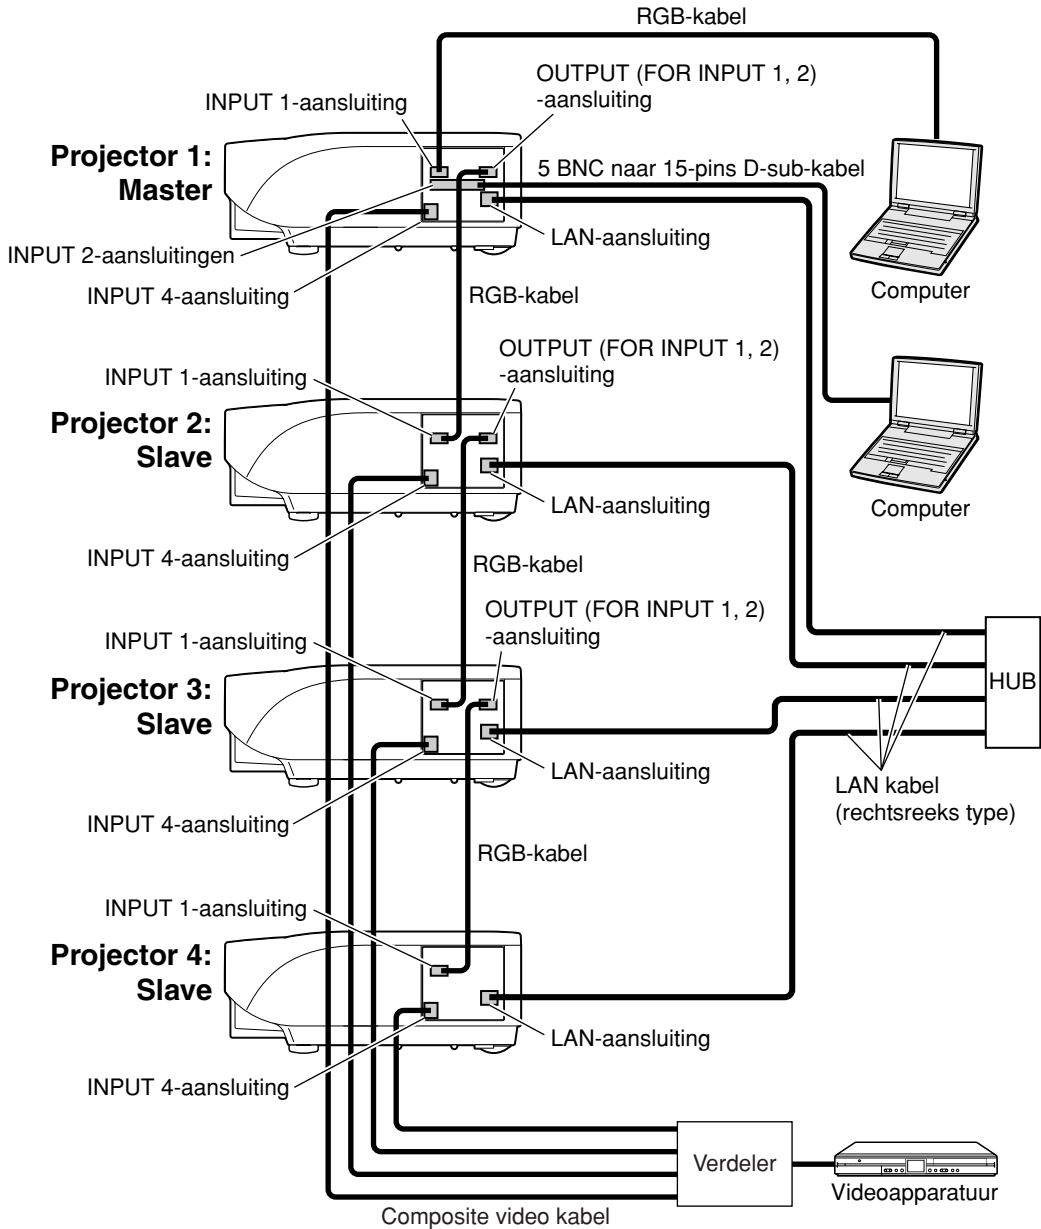 RGB-kabel
OUTPUT (FOR INPUT 1, 2)
-aansluiting
INPUT 1-aansluiting
Projector 1:
Master
5 BNC naar 15-pins D-sub-kabel
LAN-aansluiting
INPUT 2-aansluitingen
INPUT 4-aansluiting
RGB-kabel
Computer
OUTPUT (FOR INPUT 1, 2)
-aansluiting
INPUT 1-aansluiting
Projector 2:
Slave
LAN-aansluiting
Computer
INPUT 4-aansluiting
RGB-kabel
OUTPUT (FOR INPUT 1, 2)
-aansluiting
INPUT 1-aansluiting
Projector 3:
Slave
HUB
LAN-aansluiting
LAN kabel
(rechtsreeks type)
INPUT 4-aansluiting
RGB-kabel
INPUT 1-aansluiting
Projector 4:
Slave
LAN-aansluiting
INPUT 4-aansluiting
Verdeler
Videoapparatuur
Composite video kabel